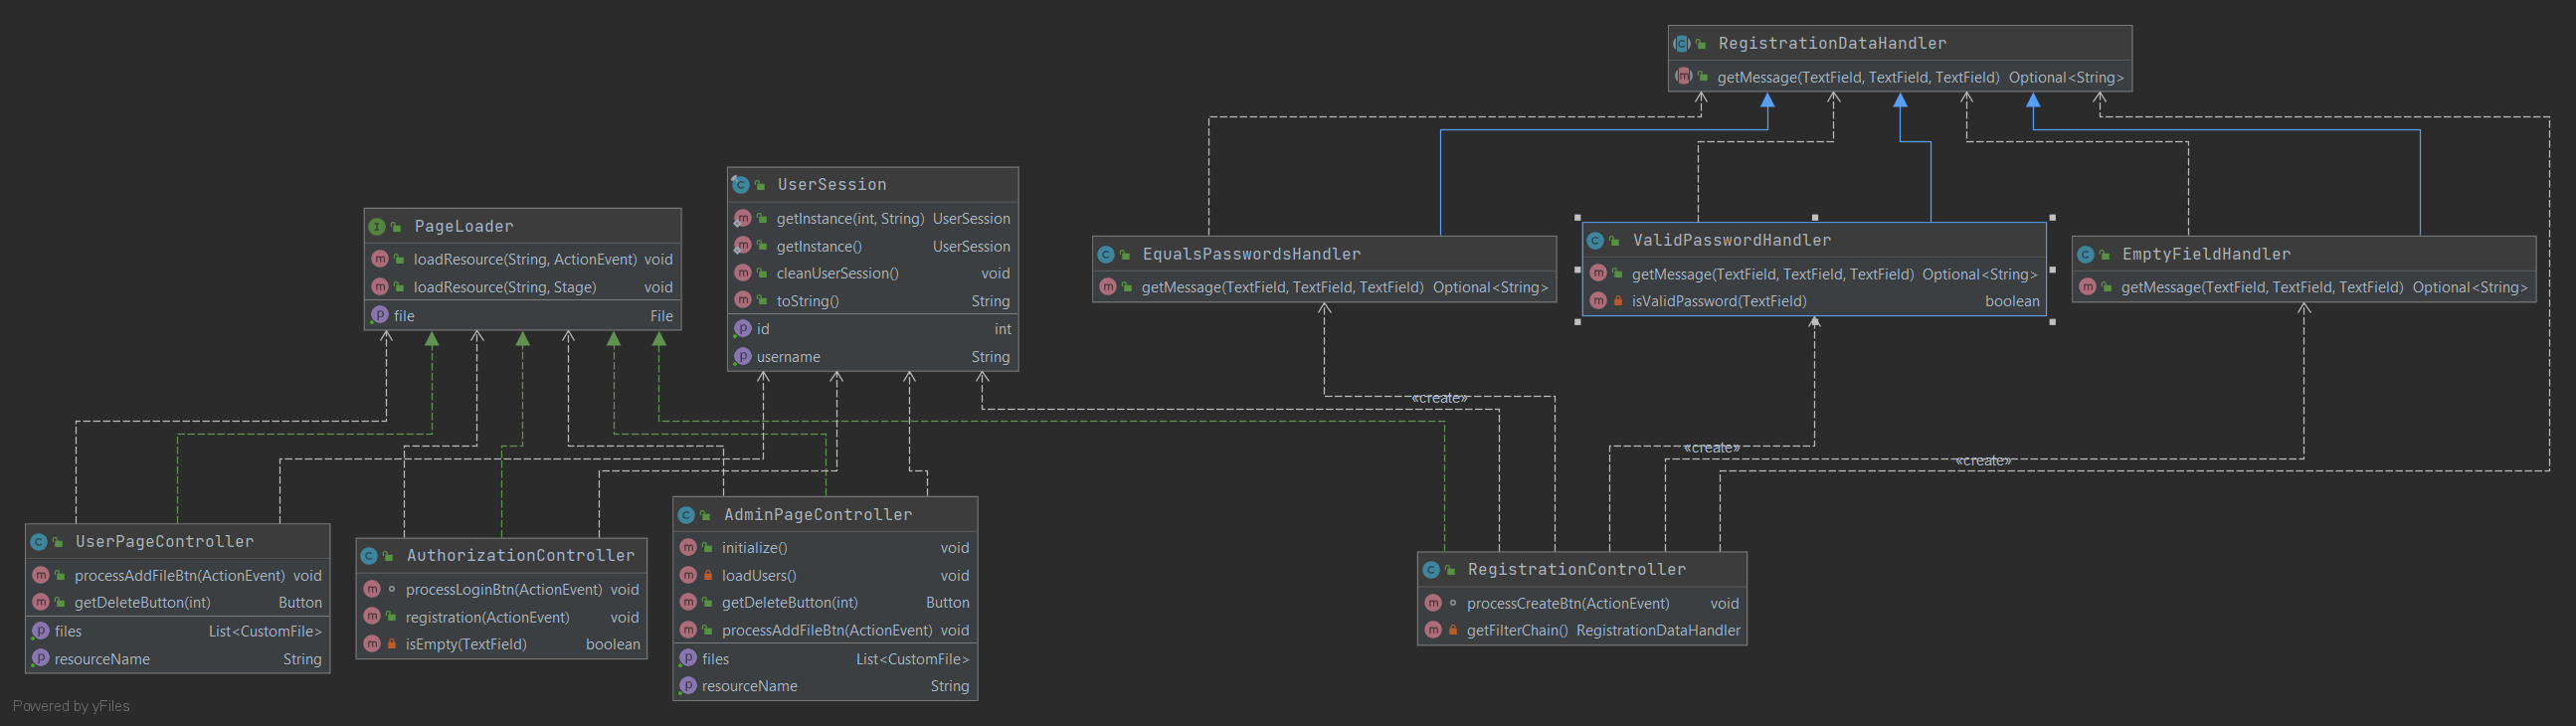 RegistrationDataHandler
getMessage(TextField, TextField, TextField) Optional<String>
UserSession
getInstance(int, String) UserSession
getInstance() UserSession
cleanUserSession() void
toString() String
id int
username String
PageLoader
loadResource(String, ActionEvent) void
loadResource(String, Stage) void
file File
EqualsPasswordsHandler
getMessage(TextField, TextField, TextField) Optional<String>
ValidPasswordHandler
getMessage(TextField, TextField, TextField) Optional<String>
isValidPassword(TextField) boolean
EmptyFieldHandler
getMessage(TextField, TextField, TextField) Optional<String>
«create»
«create»
«create»
UserPageController
processAddFileBtn(ActionEvent) void
getDeleteButton(int) Button
files List<CustomFile>
resourceName String
AuthorizationController
processLoginBtn(ActionEvent) void
registration(ActionEvent) void
isEmpty(TextField) boolean
AdminPageController
initialize() void
loadUsers() void
getDeleteButton(int) Button
processAddFileBtn(ActionEvent) void
files List<CustomFile>
resourceName String
RegistrationController
processCreateBtn(ActionEvent) void
getFilterChain() RegistrationDataHandler
Powered by yFiles